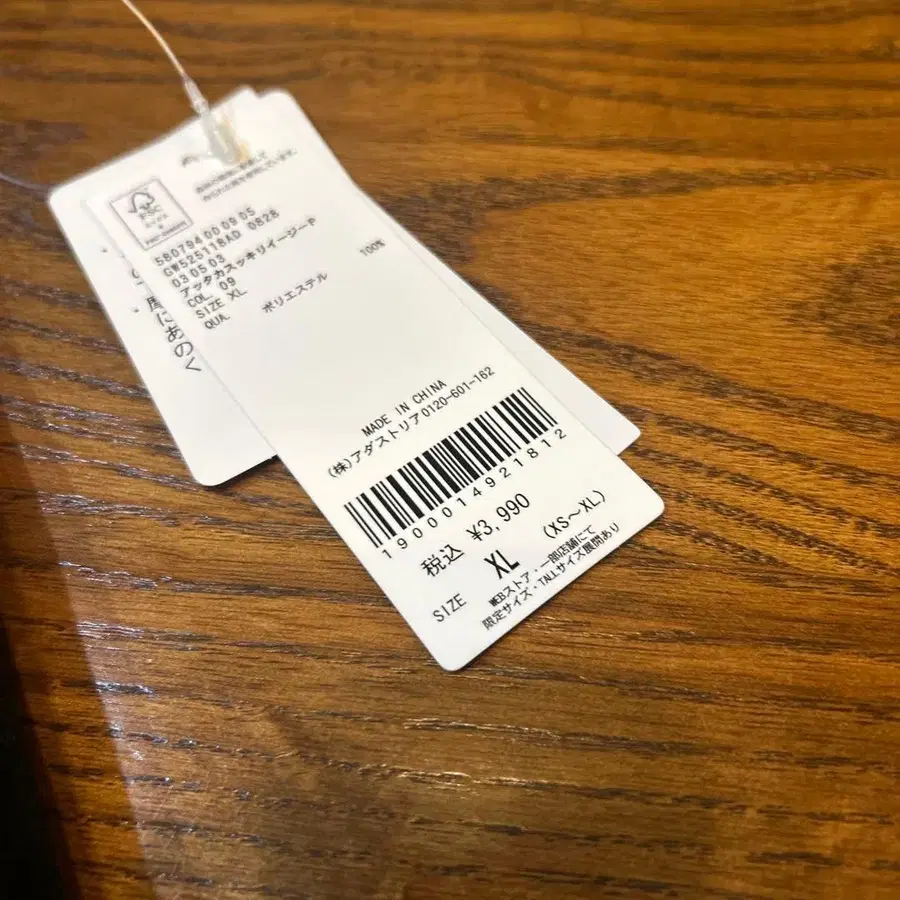 FSC
580794 00 09 05
GW525118AD 0828
03 05 03
アッタカスッキリイージーP
COL. 09
SIZE XL
QUA.
ポリエステル 100%
MADE IN CHINA
(株)アダストリア0120-601-162
1900014921812
税込 ¥3,990
SIZE XL (XS～XL)
WEBストア・一部店舗にて
限定サイズ・TALLサイズ展開あり
にあのく